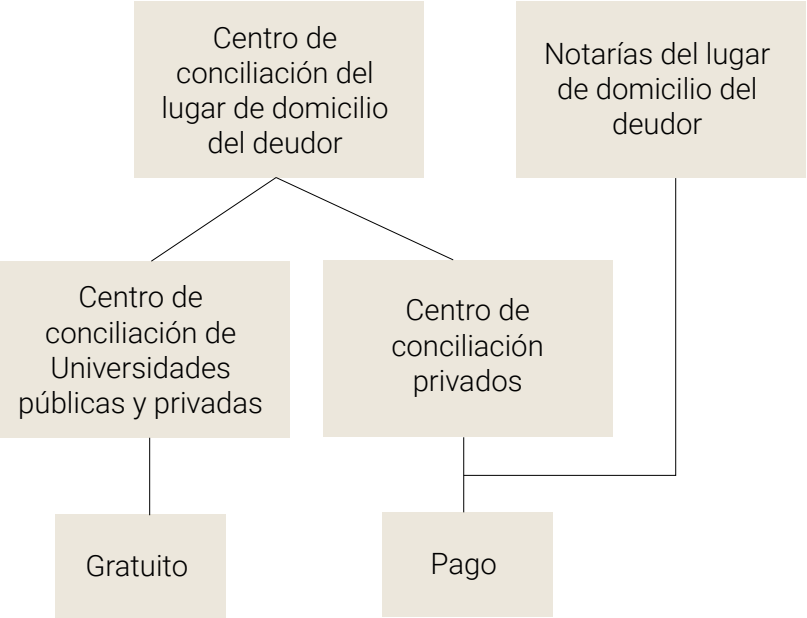 Centro de
conciliación del
lugar de domicilio
del deudor
Notarías del lugar
de domicilio del
deudor
Centro de
conciliación de
Universidades
públicas y privadas
Centro de
conciliación
privados
Gratuito
Pago